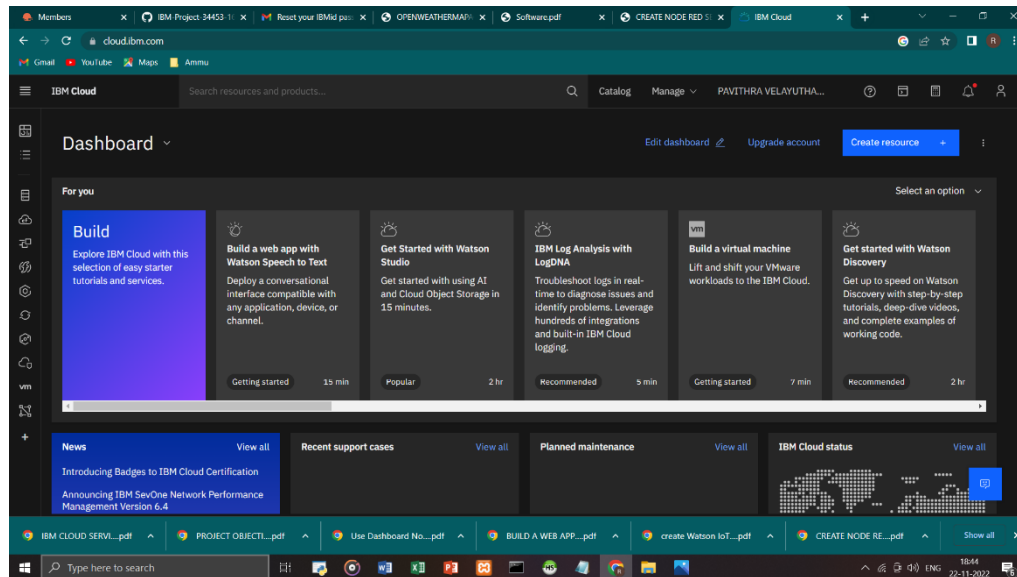 Members
IBM-Project-34453-1
Reset your IBMid pass
OPENWEATHERMAP
Software.pdf
CREATE NODE RED SE
IBM Cloud
cloud.ibm.com
R
Gmail
YouTube
Maps
Ammu
IBM Cloud
Search resources and products...
Catalog
Manage
PAVITHRA VELAYUTHA...
Dashboard
Edit dashboard
Upgrade account
Create resource +
For you
Select an option
Build
Explore IBM Cloud with this
selection of easy starter
tutorials and services.
Build a web app with
Watson Speech to Text
Deploy a conversational
interface compatible with
any application, device, or
channel.
Getting started 15 min
Get Started with Watson
Studio
Get started with using AI
and Cloud Object Storage in
15 minutes.
Popular 2 hr
IBM Log Analysis with
LogDNA
Troubleshoot logs in real-
time to diagnose issues and
identify problems. Leverage
hundreds of integrations
and built-in IBM Cloud
logging.
Recommended 5 min
vm
Build a virtual machine
Lift and shift your VMware
workloads to the IBM Cloud.
Getting started 7 min
Get started with Watson
Discovery
Get up to speed on Watson
Discovery with step-by-step
tutorials, deep-dive videos,
and complete examples of
working code.
Recommended 2 hr
vm
News View all
Introducing Badges to IBM Cloud Certification
Announcing IBM SevOne Network Performance
Management Version 6.4
Recent support cases View all
Planned maintenance View all
IBM Cloud status View all
IBM CLOUD SERVI....pdf
PROJECT OBJECTI....pdf
Use Dashboard No....pdf
BUILD A WEB APP....pdf
create Watson IoT....pdf
CREATE NODE RE....pdf
Show all
Type here to search
ENG
18:44
22-11-2022
6